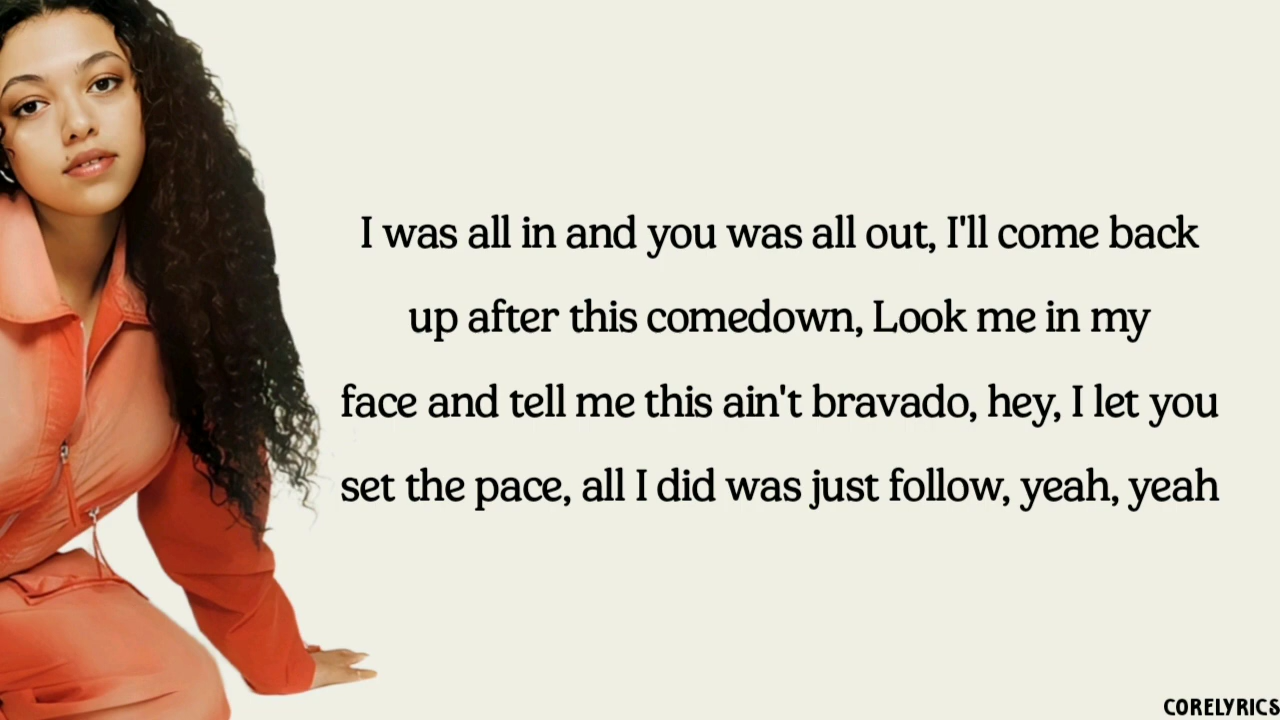 I was all in and you was all out, I'll come back
up after this comedown, Look me in my
face and tell me this ain't bravado, hey, I let you
set the pace, all I did was just follow, yeah, yeah
CORELYRICS